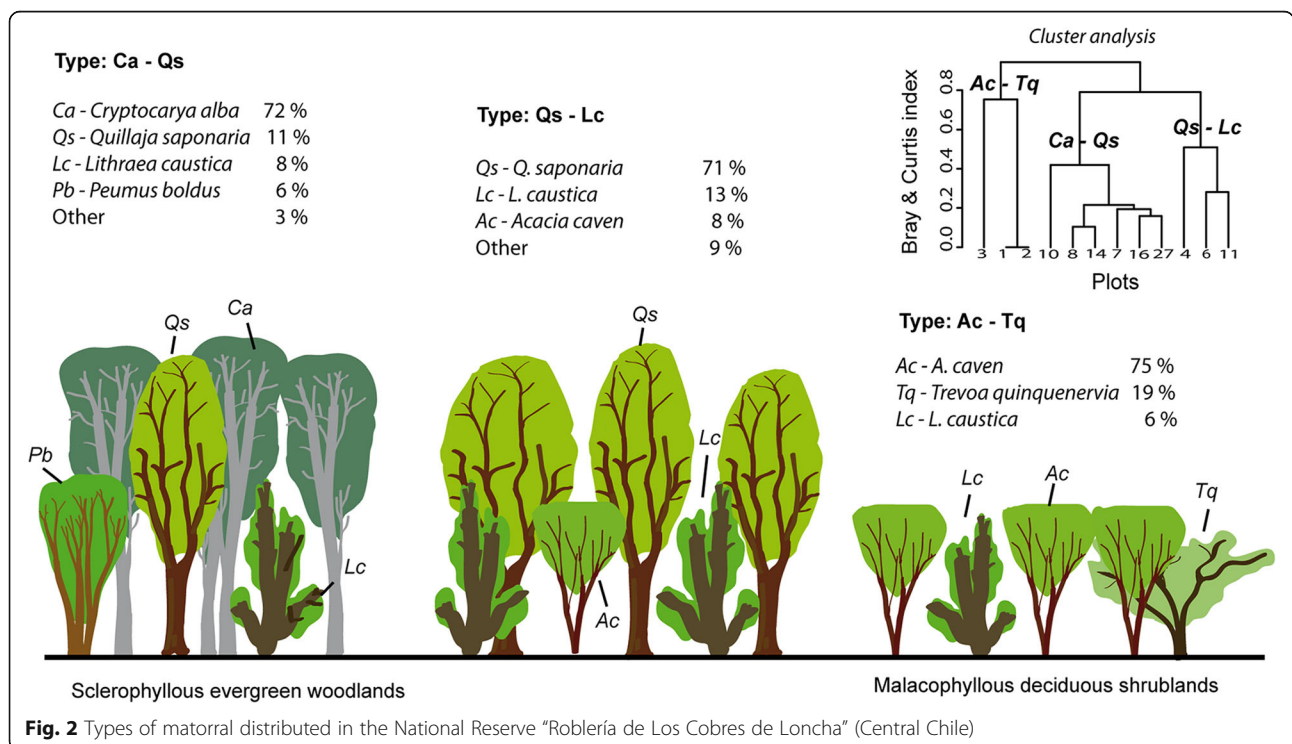 Type: Ca - Qs
Ca - Cryptocarya alba 72 %
Qs - Quillaja saponaria 11 %
Lc - Lithraea caustica 8 %
Pb - Peumus boldus 6 %
Other 3 %
Type: Qs - Lc
Qs - Q. saponaria 71 %
Lc - L. caustica 13 %
Ac - Acacia caven 8 %
Other 9 %
Cluster analysis
Bray & Curtis index
0.8
0.6
0.4
0.2
0.0
Ac - Tq
Ca - Qs
Qs - Lc
3 1 2 10 8 14 7 16 27 4 6 11
Plots
Type: Ac - Tq
Ac - A. caven 75 %
Tq - Trevoa quinquenervia 19 %
Lc - L. caustica 6 %
Pb
Qs
Ca
Lc
Qs
Lc
Ac
Lc
Ac
Tq
Sclerophyllous evergreen woodlands
Malacophyllous deciduous shrublands
Fig. 2 Types of matorral distributed in the National Reserve “Roblería de Los Cobres de Loncha” (Central Chile)